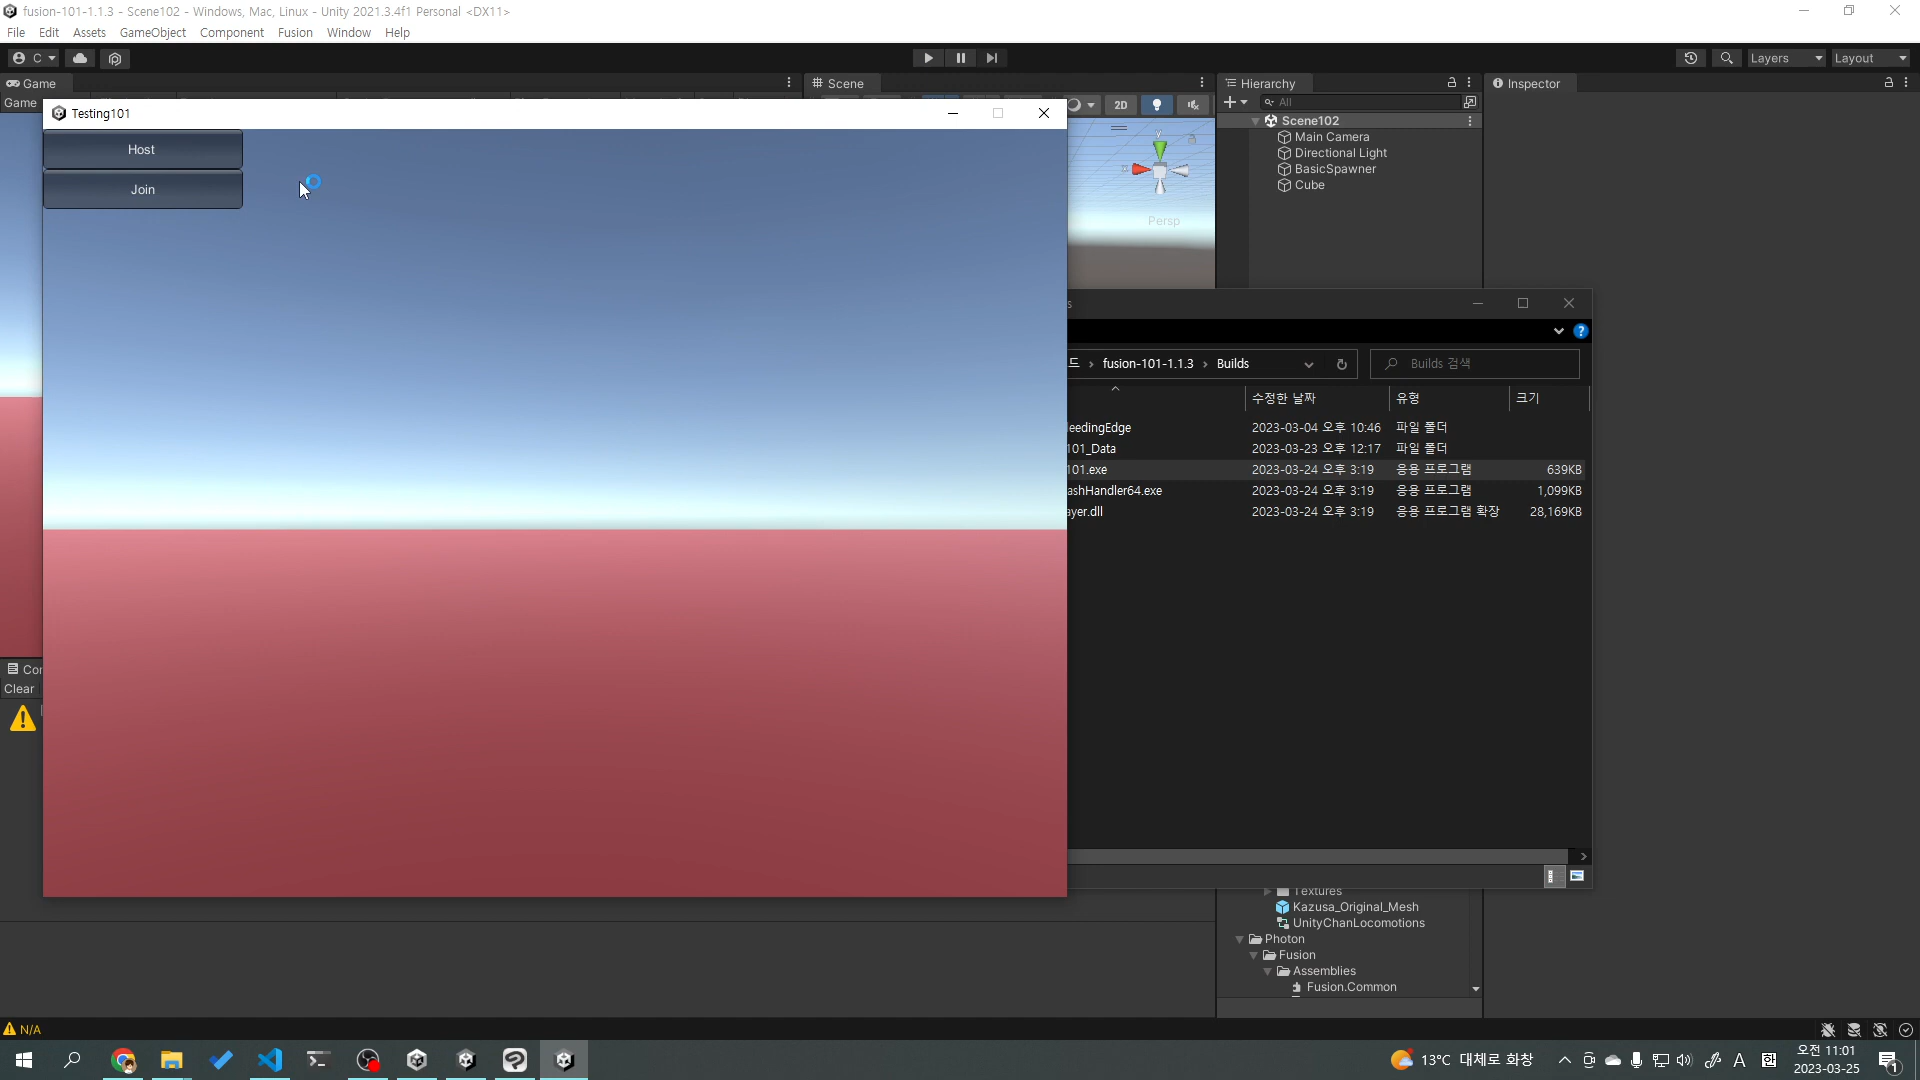 fusion-101-1.1.3 - Scene102 - Windows, Mac, Linux - Unity 2021.3.4f1 Personal <DX11>
File Edit Assets GameObject Component Fusion Window Help
C Layers Layout
Game Scene Hierarchy Inspector
Game 2D All
Testing101
Host
Join
Scene102
Main Camera
Directional Light
BasicSpawner
Cube
y
Persp
s
드 › fusion-101-1.1.3 › Builds Builds 검색
수정한 날짜 유형 크기
leedingEdge 2023-03-04 오후 10:46 파일 폴더
101_Data 2023-03-23 오후 12:17 파일 폴더
101.exe 2023-03-24 오후 3:19 응용 프로그램 639KB
ashHandler64.exe 2023-03-24 오후 3:19 응용 프로그램 1,099KB
ayer.dll 2023-03-24 오후 3:19 응용 프로그램 확장 28,169KB
Con
Clear
Textures
Kazusa_Original_Mesh
UnityChanLocomotions
Photon
Fusion
Assemblies
Fusion.Common
N/A
13°C 대체로 화창 A 오전 11:01
2023-03-25 1